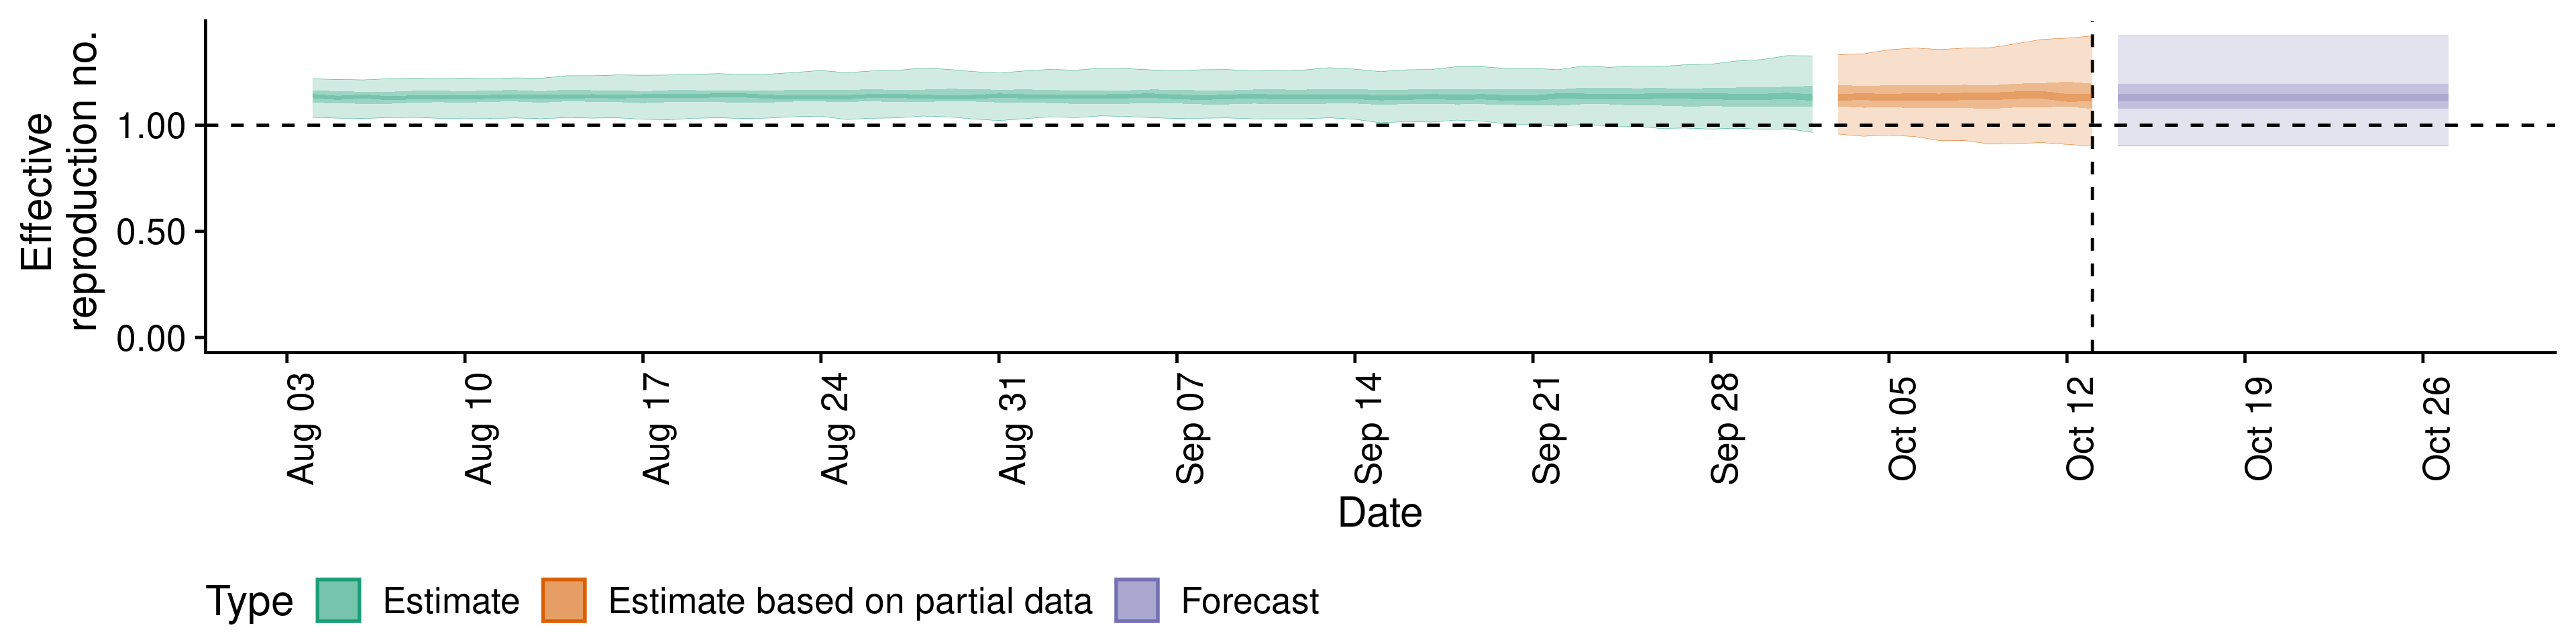 Effective
reproduction no.
1.00
0.50
0.00
Aug 03
Aug 10
Aug 17
Aug 24
Aug 31
Sep 07
Sep 14
Sep 21
Sep 28
Oct 05
Oct 12
Oct 19
Oct 26
Date
Type Estimate Estimate based on partial data Forecast